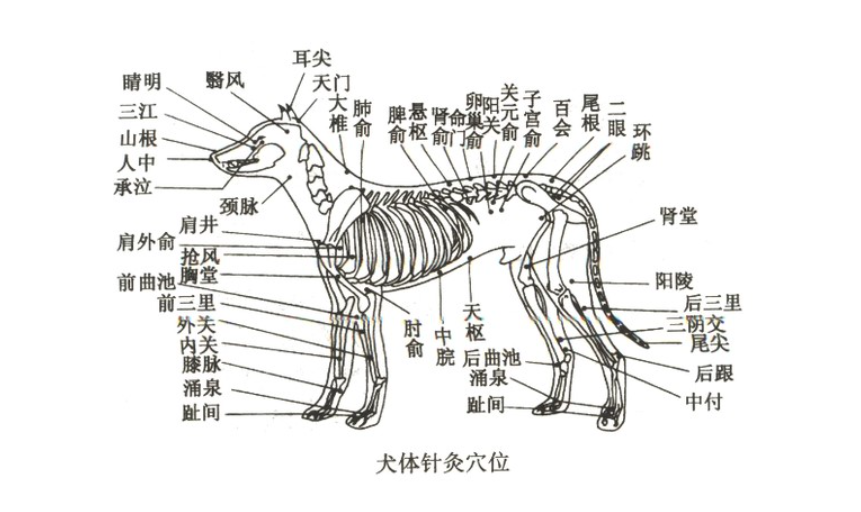 耳尖
睛明
翳风
天门
三江
大椎
肺俞
山根
人中
承泣
颈脉
脾俞
悬枢
肾俞
命门
卵巢俞
阳关
关元俞
子宫俞
百会
尾根
二眼
环跳
肩井
肩外俞
抢风
胸堂
前曲池
前三里
外关
内关
膝脉
涌泉
趾间
肘俞
中脘
天枢
肾堂
阳陵
后三里
三阴交
尾尖
后曲池
涌泉
趾间
后跟
中付
犬体针灸穴位